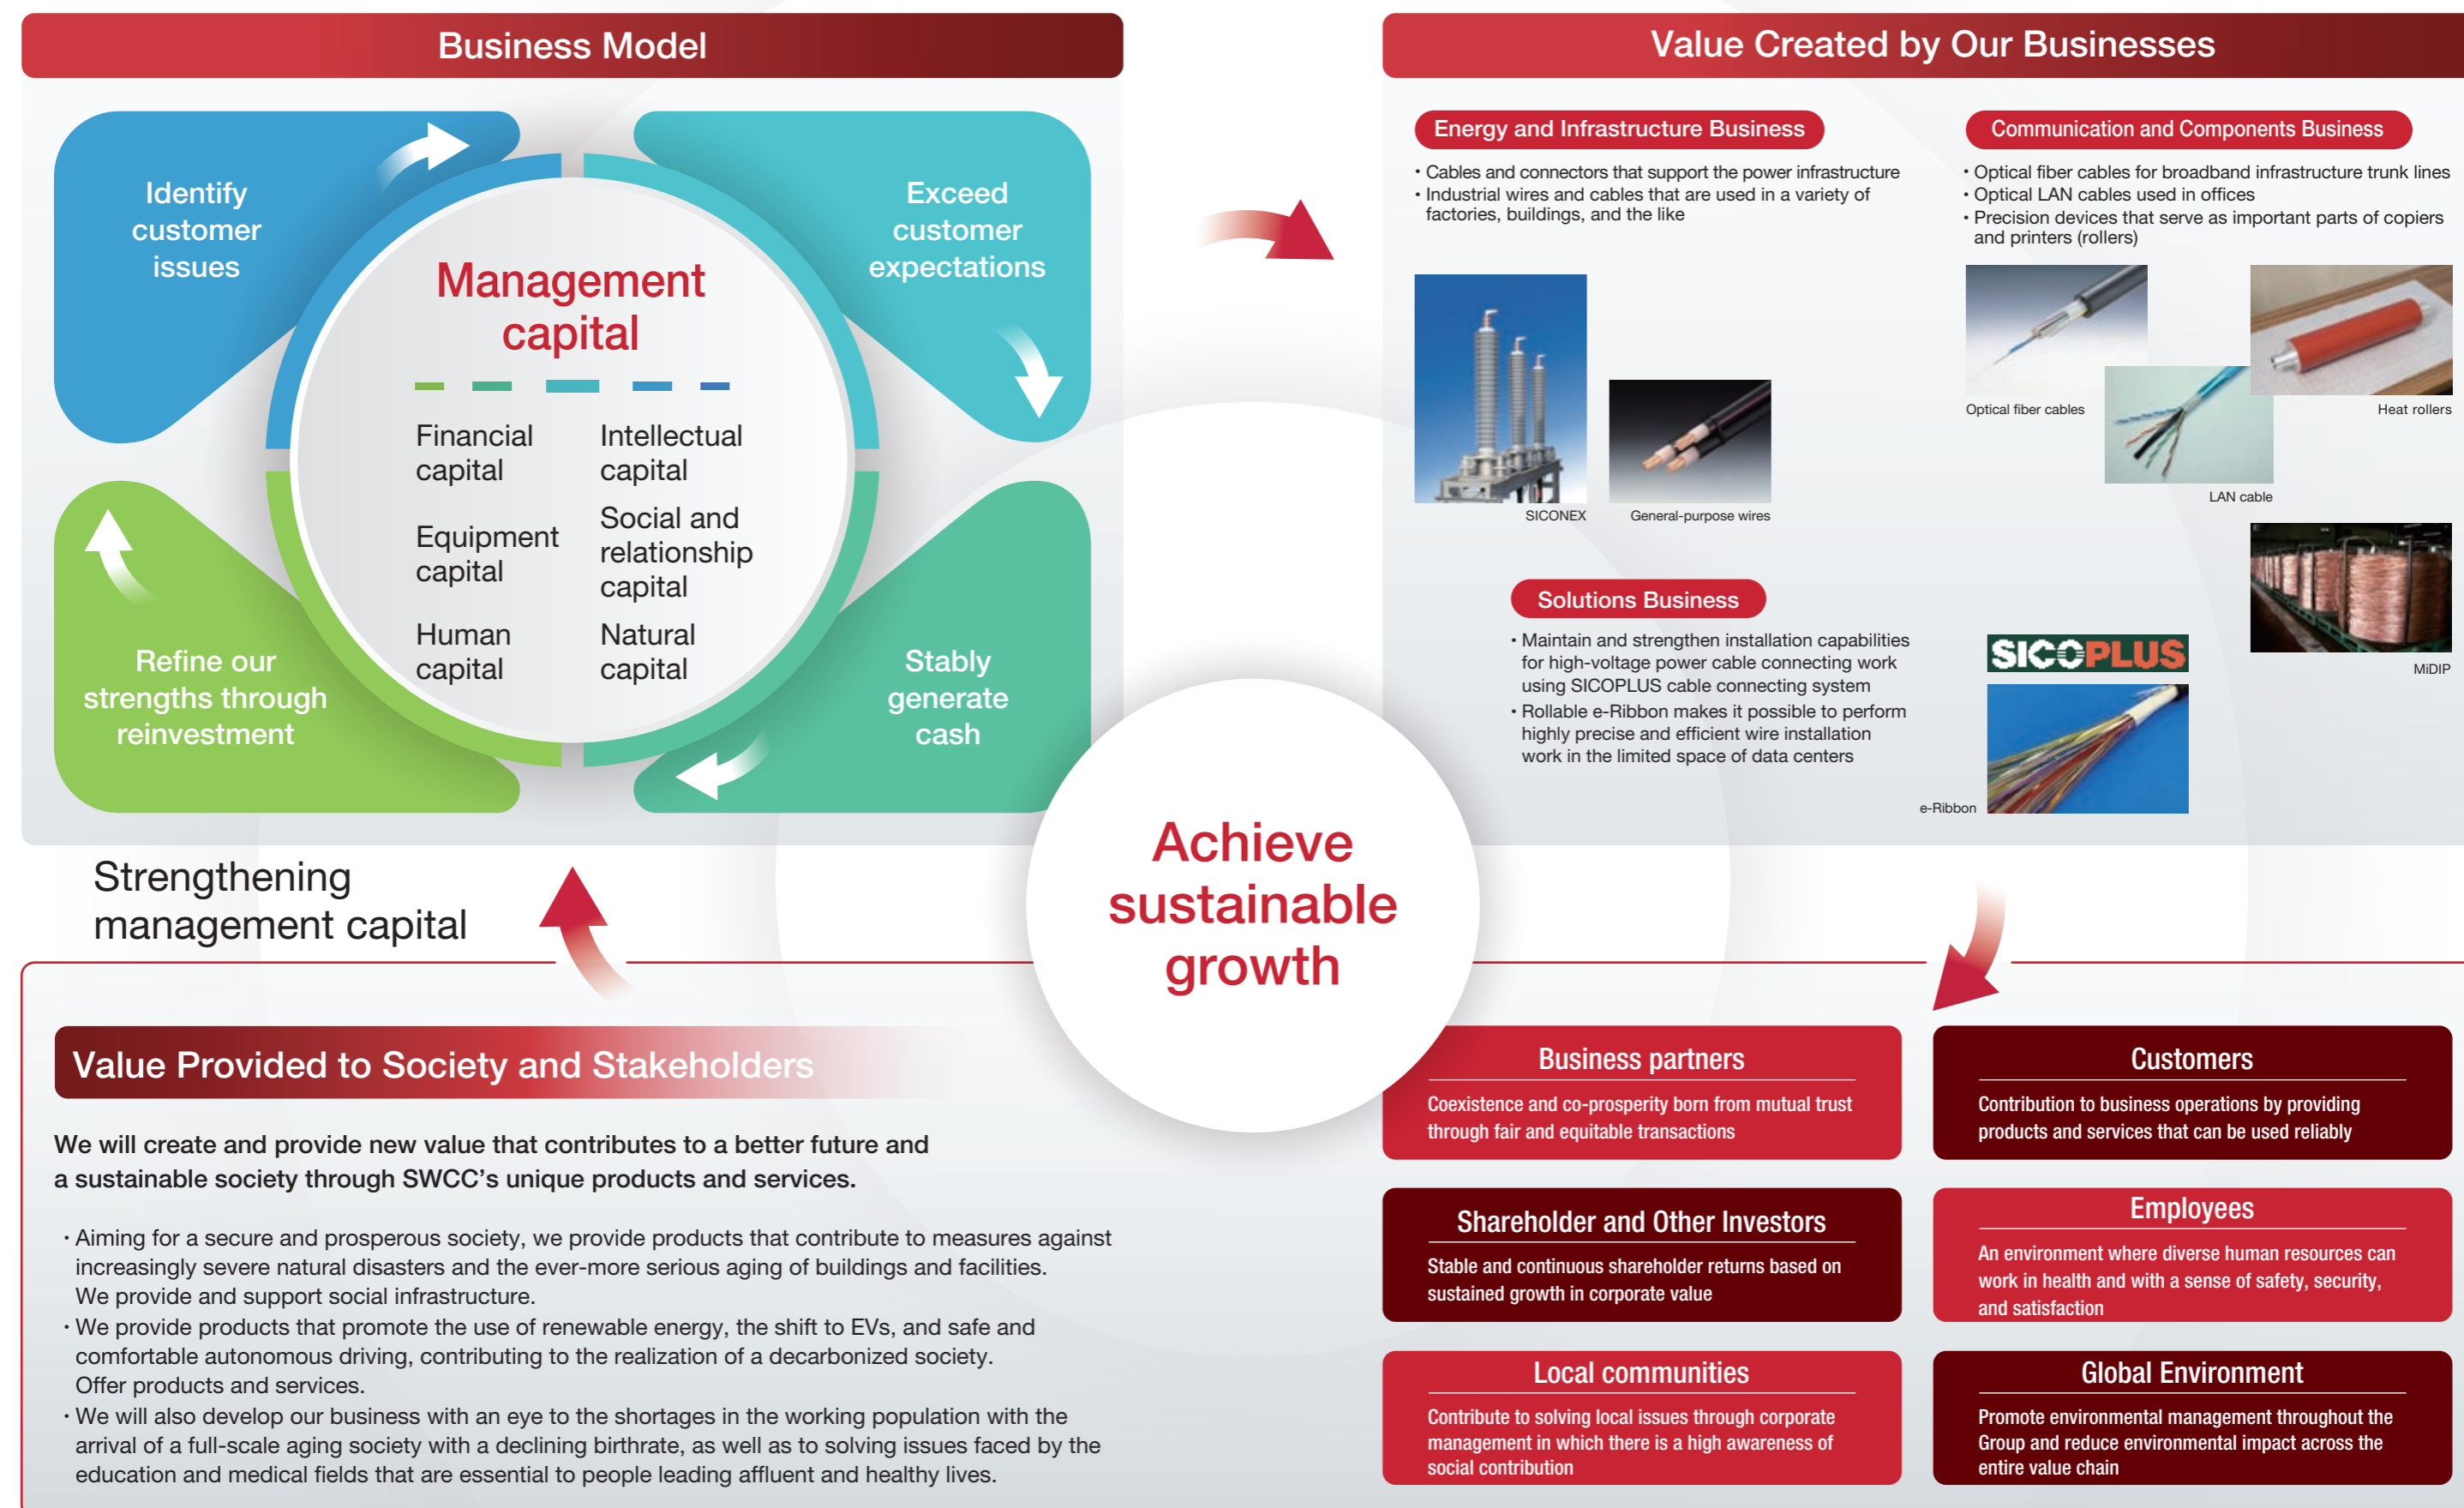 Business Model
Identify
customer
issues
Exceed
customer
expectations
Management
capital
Financial
capital
Intellectual
capital
Equipment
capital
Social and
relationship
capital
Human
capital
Natural
capital
Refine our
strengths through
reinvestment
Stably
generate
cash
Value Created by Our Businesses
Energy and Infrastructure Business
・Cables and connectors that support the power infrastructure
・Industrial wires and cables that are used in a variety of
factories, buildings, and the like
SICONEX
General-purpose wires
Communication and Components Business
・Optical fiber cables for broadband infrastructure trunk lines
・Optical LAN cables used in offices
・Precision devices that serve as important parts of copiers
and printers (rollers)
Optical fiber cables
Heat rollers
LAN cable
MiDIP
Solutions Business
・Maintain and strengthen installation capabilities
for high-voltage power cable connecting work
using SICOPLUS cable connecting system
・Rollable e-Ribbon makes it possible to perform
highly precise and efficient wire installation
work in the limited space of data centers
SICOPLUS
e-Ribbon
Achieve
sustainable
growth
Strengthening
management capital
Value Provided to Society and Stakeholders
We will create and provide new value that contributes to a better future and
a sustainable society through SWCC's unique products and services.
・Aiming for a secure and prosperous society, we provide products that contribute to measures against
increasingly severe natural disasters and the ever-more serious aging of buildings and facilities.
We provide and support social infrastructure.
・We provide products that promote the use of renewable energy, the shift to EVs, and safe and
comfortable autonomous driving, contributing to the realization of a decarbonized society.
Offer products and services.
・We will also develop our business with an eye to the shortages in the working population with the
arrival of a full-scale aging society with a declining birthrate, as well as to solving issues faced by the
education and medical fields that are essential to people leading affluent and healthy lives.
Business partners
Coexistence and co-prosperity born from mutual trust
through fair and equitable transactions
Customers
Contribution to business operations by providing
products and services that can be used reliably
Shareholder and Other Investors
Stable and continuous shareholder returns based on
sustained growth in corporate value
Employees
An environment where diverse human resources can
work in health and with a sense of safety, security,
and satisfaction
Local communities
Contribute to solving local issues through corporate
management in which there is a high awareness of
social contribution
Global Environment
Promote environmental management throughout the
Group and reduce environmental impact across the
entire value chain